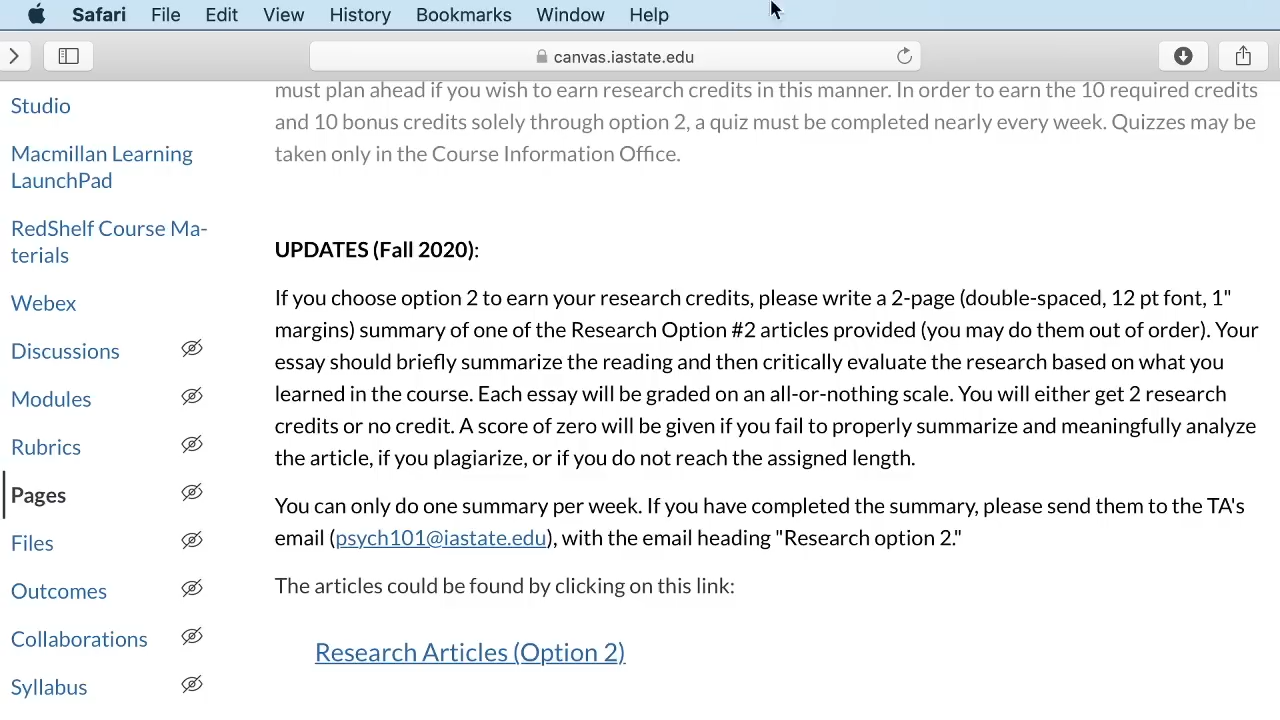 Safari File Edit View History Bookmarks Window Help
canvas.iastate.edu
Studio
Macmillan Learning
LaunchPad
RedShelf Course Ma-
terials
Webex
Discussions
Modules
Rubrics
Pages
Files
Outcomes
Collaborations
Syllabus
must plan ahead if you wish to earn research credits in this manner. In order to earn the 10 required credits
and 10 bonus credits solely through option 2, a quiz must be completed nearly every week. Quizzes may be
taken only in the Course Information Office.
UPDATES (Fall 2020):
If you choose option 2 to earn your research credits, please write a 2-page (double-spaced, 12 pt font, 1"
margins) summary of one of the Research Option #2 articles provided (you may do them out of order). Your
essay should briefly summarize the reading and then critically evaluate the research based on what you
learned in the course. Each essay will be graded on an all-or-nothing scale. You will either get 2 research
credits or no credit. A score of zero will be given if you fail to properly summarize and meaningfully analyze
the article, if you plagiarize, or if you do not reach the assigned length.
You can only do one summary per week. If you have completed the summary, please send them to the TA's
email (psych101@iastate.edu), with the email heading "Research option 2."
The articles could be found by clicking on this link:
Research Articles (Option 2)